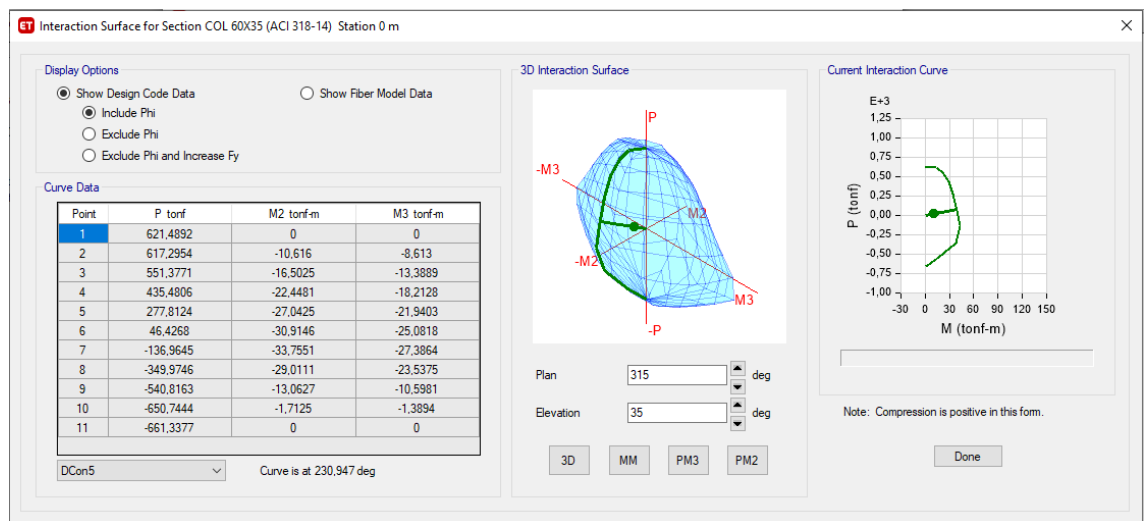 ET Interaction Surface for Section COL 60X35 (ACI 318-14) Station 0 m
Display Options
Show Design Code Data
Show Fiber Model Data
Include Phi
Exclude Phi
Exclude Phi and Increase Fy
Curve Data
Point P tonf M2 tonf-m M3 tonf-m
1 621,4892 0 0
2 617,2954 -10,616 -8,613
3 551,3771 -16,5025 -13,3889
4 435,4806 -22,4481 -18,2128
5 277,8124 -27,0425 -21,9403
6 46,4268 -30,9146 -25,0818
7 -136,9645 -33,7551 -27,3864
8 -349,9746 -29,0111 -23,5375
9 -540,8163 -13,0627 -10,5981
10 -650,7444 -1,7125 -1,3894
11 -661,3377 0 0
DCon5
Curve is at 230,947 deg
3D Interaction Surface
P
-M3
M2
-M2
M3
-P
Plan 315 deg
Elevation 35 deg
3D MM PM3 PM2
Current Interaction Curve
E+3
1,25
1,00
0,75
0,50
0,25
0,00
-0,25
-0,50
-0,75
-1,00
P (tonf)
-30 0 30 60 90 120 150
M (tonf-m)
Note: Compression is positive in this form.
Done